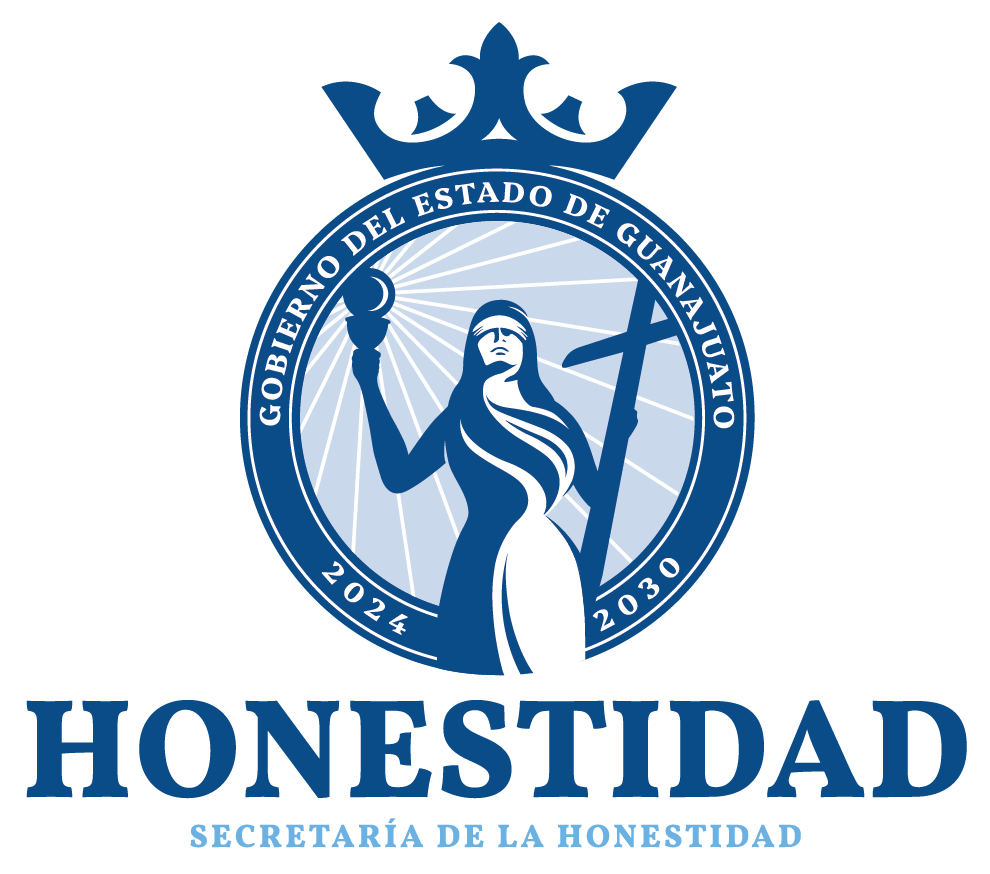 GOBIERNO DEL ESTADO DE GUANAJUATO
2024
2030
HONESTIDAD
SECRETARÍA DE LA HONESTIDAD